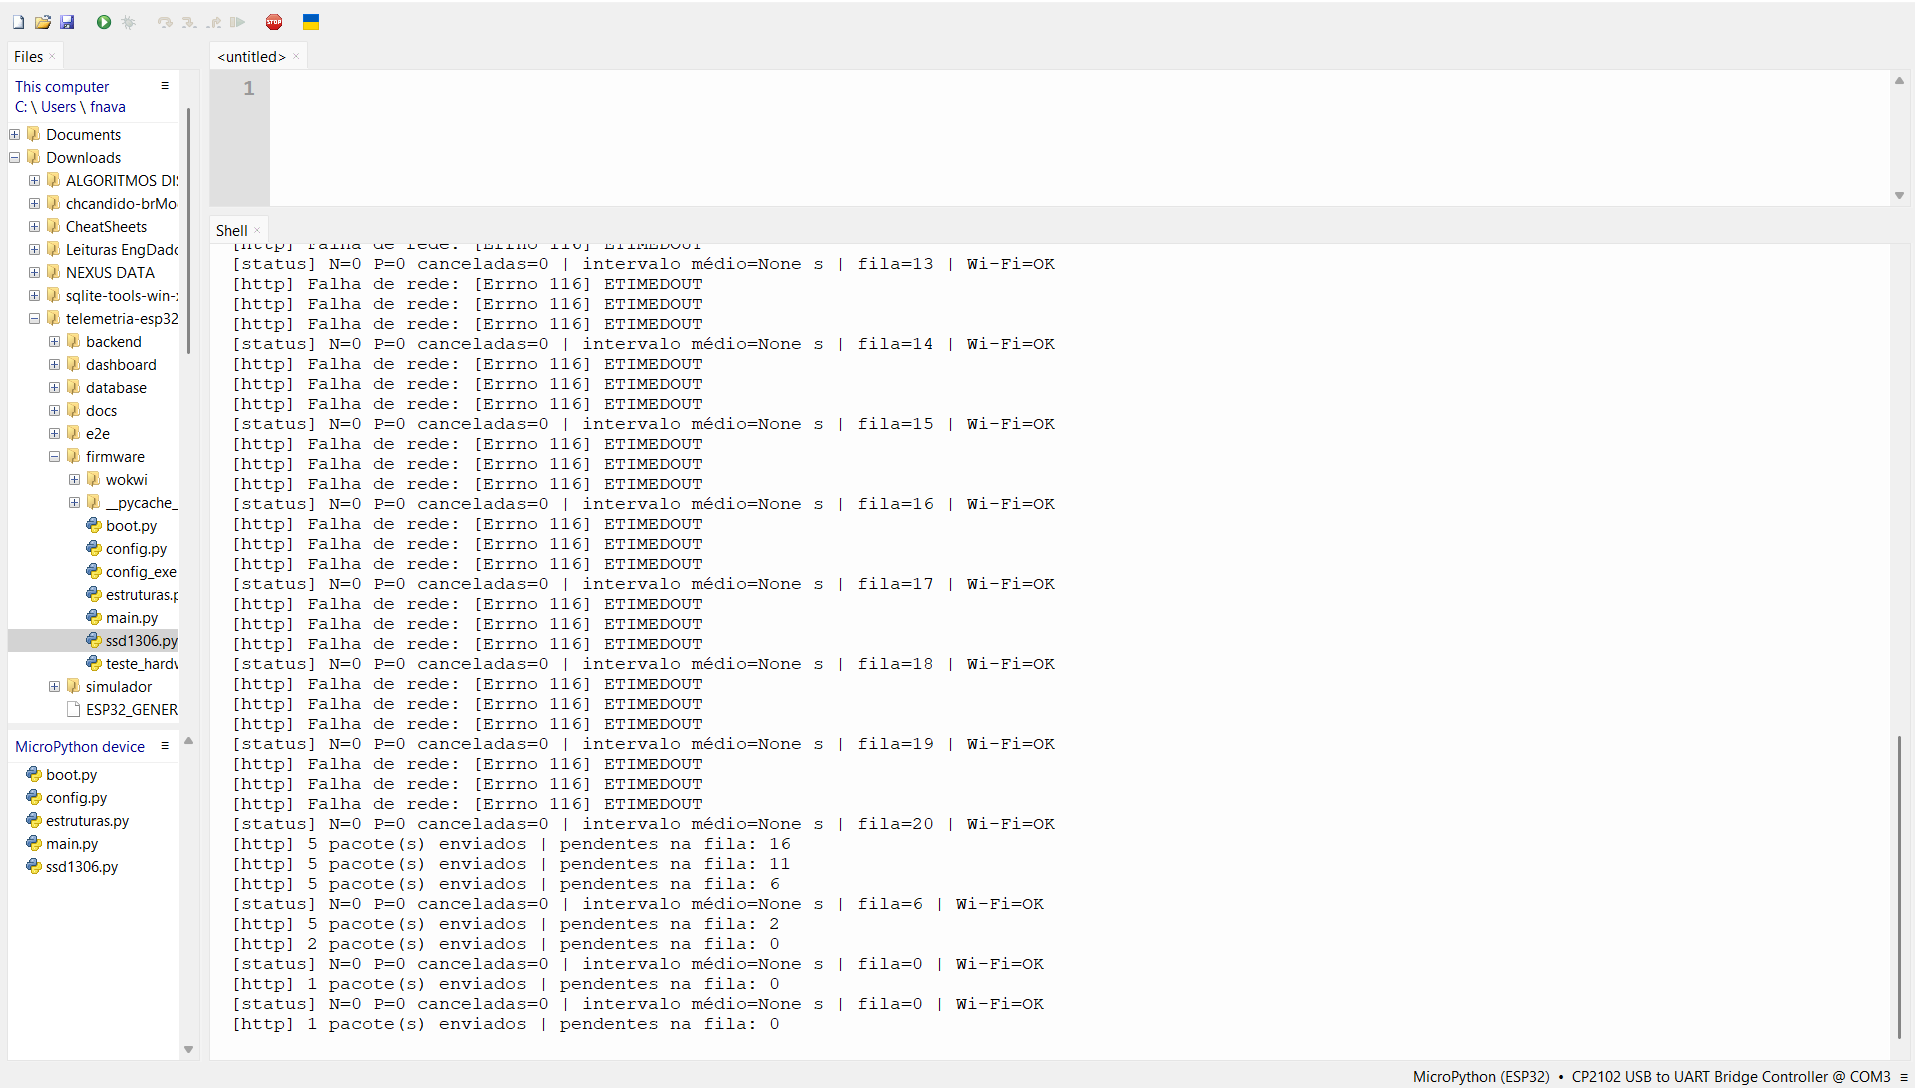 STOP
Files ×
<untitled> ×
This computer
C: \ Users \ fnava
Documents
Downloads
ALGORITMOS
chcandido-brMo
CheatSheets
Leituras
NEXUS DATA
sqlite-tools-win-
telemetria-esp32
backend
dashboard
database
docs
e2e
firmware
wokwi
__pycache_
boot.py
config.py
config_exe
estruturas.p
main.py
ssd1306.py
teste_hardw
simulador
ESP32_GENER
MicroPython device
boot.py
config.py
estruturas.py
main.py
ssd1306.py
1
Shell ×
[http] Falha de rede: [Errno 116] ETIMEDOUT
[status] N=0 P=0 canceladas=0 | intervalo médio=None s | fila=13 | Wi-Fi=OK
[http] Falha de rede: [Errno 116] ETIMEDOUT
[http] Falha de rede: [Errno 116] ETIMEDOUT
[http] Falha de rede: [Errno 116] ETIMEDOUT
[status] N=0 P=0 canceladas=0 | intervalo médio=None s | fila=14 | Wi-Fi=OK
[http] Falha de rede: [Errno 116] ETIMEDOUT
[http] Falha de rede: [Errno 116] ETIMEDOUT
[http] Falha de rede: [Errno 116] ETIMEDOUT
[status] N=0 P=0 canceladas=0 | intervalo médio=None s | fila=15 | Wi-Fi=OK
[http] Falha de rede: [Errno 116] ETIMEDOUT
[http] Falha de rede: [Errno 116] ETIMEDOUT
[http] Falha de rede: [Errno 116] ETIMEDOUT
[status] N=0 P=0 canceladas=0 | intervalo médio=None s | fila=16 | Wi-Fi=OK
[http] Falha de rede: [Errno 116] ETIMEDOUT
[http] Falha de rede: [Errno 116] ETIMEDOUT
[http] Falha de rede: [Errno 116] ETIMEDOUT
[status] N=0 P=0 canceladas=0 | intervalo médio=None s | fila=17 | Wi-Fi=OK
[http] Falha de rede: [Errno 116] ETIMEDOUT
[http] Falha de rede: [Errno 116] ETIMEDOUT
[http] Falha de rede: [Errno 116] ETIMEDOUT
[status] N=0 P=0 canceladas=0 | intervalo médio=None s | fila=18 | Wi-Fi=OK
[http] Falha de rede: [Errno 116] ETIMEDOUT
[http] Falha de rede: [Errno 116] ETIMEDOUT
[http] Falha de rede: [Errno 116] ETIMEDOUT
[status] N=0 P=0 canceladas=0 | intervalo médio=None s | fila=19 | Wi-Fi=OK
[http] Falha de rede: [Errno 116] ETIMEDOUT
[http] Falha de rede: [Errno 116] ETIMEDOUT
[http] Falha de rede: [Errno 116] ETIMEDOUT
[status] N=0 P=0 canceladas=0 | intervalo médio=None s | fila=20 | Wi-Fi=OK
[http] 5 pacote(s) enviados | pendentes na fila: 16
[http] 5 pacote(s) enviados | pendentes na fila: 11
[http] 5 pacote(s) enviados | pendentes na fila: 6
[status] N=0 P=0 canceladas=0 | intervalo médio=None s | fila=6 | Wi-Fi=OK
[http] 5 pacote(s) enviados | pendentes na fila: 2
[http] 2 pacote(s) enviados | pendentes na fila: 0
[status] N=0 P=0 canceladas=0 | intervalo médio=None s | fila=0 | Wi-Fi=OK
[http] 1 pacote(s) enviados | pendentes na fila: 0
[status] N=0 P=0 canceladas=0 | intervalo médio=None s | fila=0 | Wi-Fi=OK
[http] 1 pacote(s) enviados | pendentes na fila: 0
MicroPython (ESP32) • CP2102 USB to UART Bridge Controller @ COM3 ≡